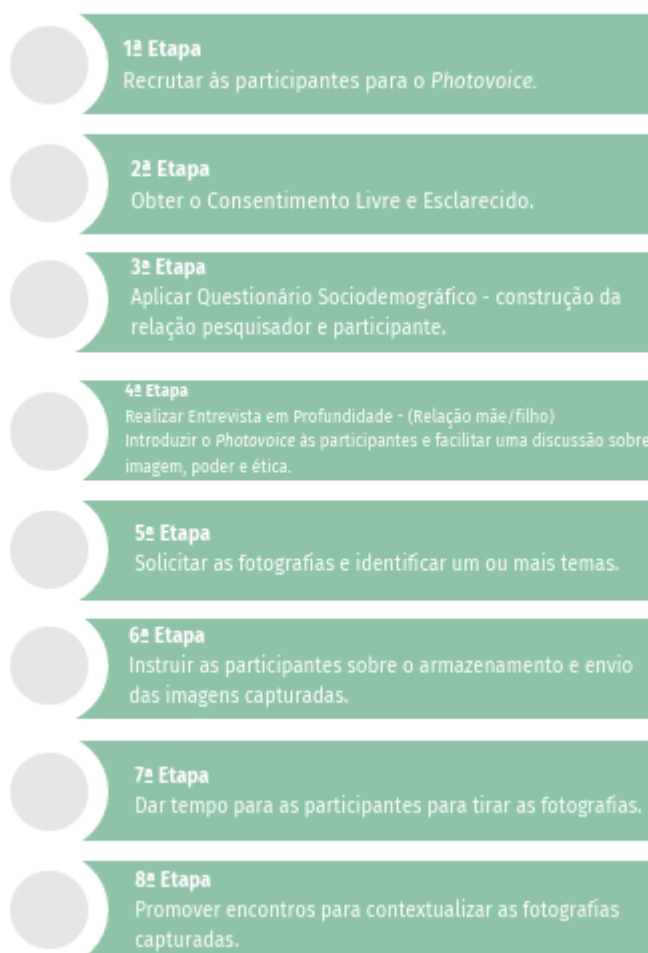 1ª Etapa
Recrutar às participantes para o Photovoice.
2ª Etapa
Obter o Consentimento Livre e Esclarecido.
3ª Etapa
Aplicar Questionário Sociodemográfico - construção da
relação pesquisador e participante.
4ª Etapa
Realizar Entrevista em Profundidade - (Relação mãe/filho)
Introduzir o Photovoice às participantes e facilitar uma discussão sobre
imagem, poder e ética.
5ª Etapa
Solicitar as fotografias e identificar um ou mais temas.
6ª Etapa
Instruir as participantes sobre o armazenamento e envio
das imagens capturadas.
7ª Etapa
Dar tempo para as participantes para tirar as fotografias.
8ª Etapa
Promover encontros para contextualizar as fotografias
capturadas.